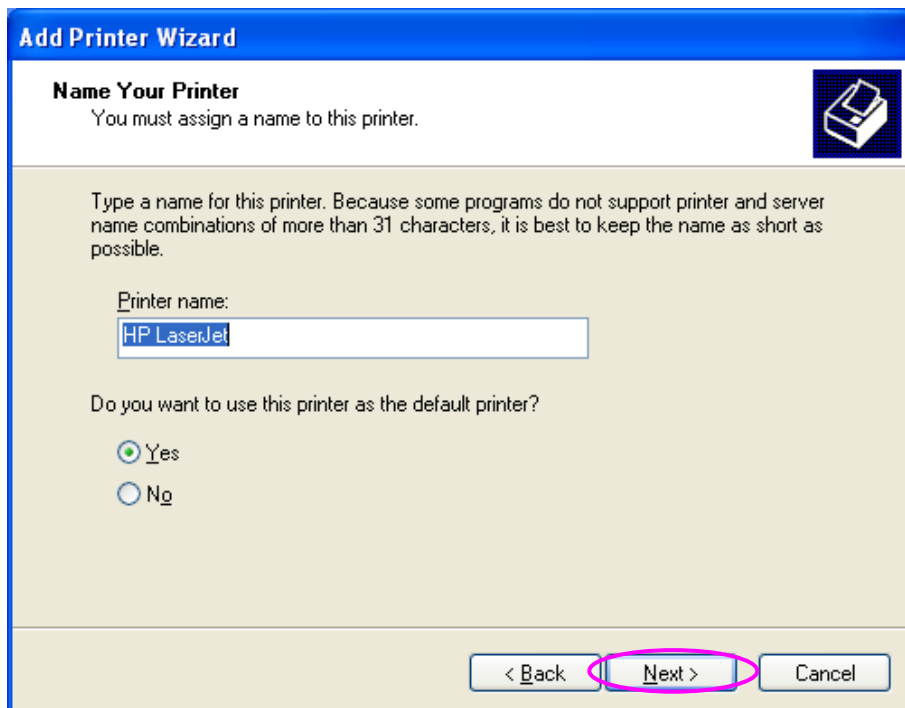 Add Printer Wizard
Name Your Printer
You must assign a name to this printer.
Type a name for this printer. Because some programs do not support printer and server
name combinations of more than 31 characters, it is best to keep the name as short as
possible.
Printer name:
HP LaserJet
Do you want to use this printer as the default printer?
Yes
No
< Back Next > Cancel